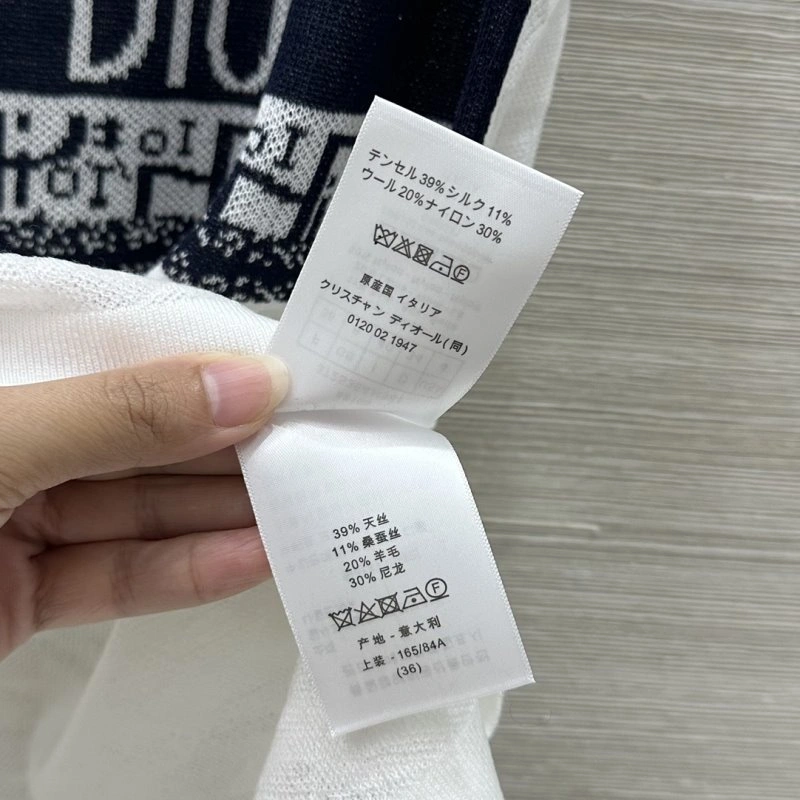 DIO
テンセル 39% シルク 11%
ウール 20% ナイロン 30%
F
原産国 イタリア
クリスチャン ディオール(同)
0120 02 1947
39% 天丝
11% 桑蚕丝
20% 羊毛
30% 尼龙
F
产地 - 意大利
上装 - 165/84A
(36)